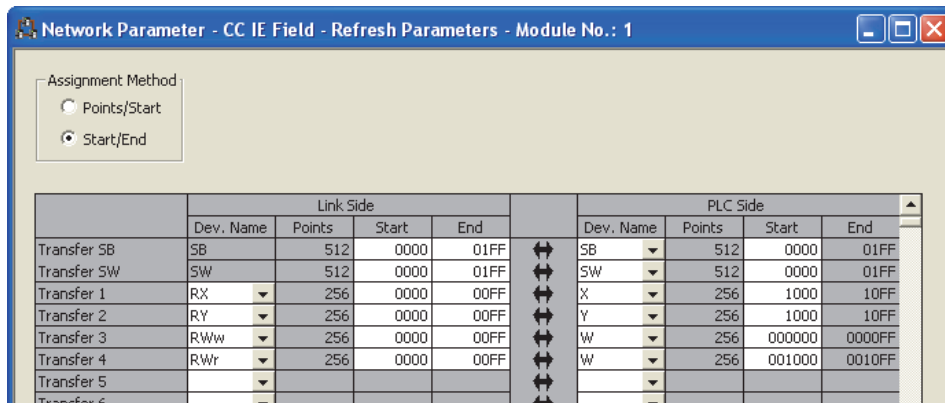 Network Parameter - CC IE Field - Refresh Parameters - Module No.: 1
Assignment Method
Points/Start
Start/End
Link Side PLC Side
Dev. Name Points Start End Dev. Name Points Start End
Transfer SB SB 512 0000 01FF SB 512 0000 01FF
Transfer SW SW 512 0000 01FF SW 512 0000 01FF
Transfer 1 RX 256 0000 00FF X 256 1000 10FF
Transfer 2 RY 256 0000 00FF Y 256 1000 10FF
Transfer 3 RWw 256 0000 00FF W 256 000000 0000FF
Transfer 4 RWr 256 0000 00FF W 256 001000 0010FF
Transfer 5